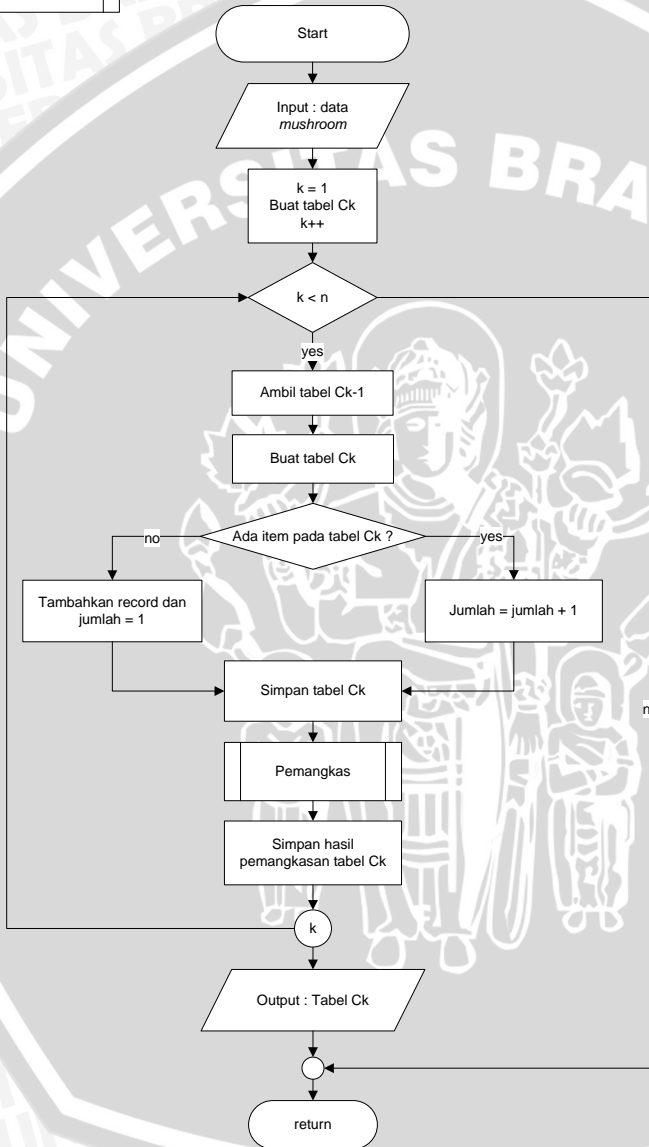 Start
Input : data
mushroom
k = 1
Buat tabel Ck
k++
k < n
yes
Ambil tabel Ck-1
Buat tabel Ck
Ada item pada tabel Ck ?
no
yes
Tambahkan record dan
jumlah = 1
Jumlah = jumlah + 1
Simpan tabel Ck
n
Pemangkas
Simpan hasil
pemangkasan tabel Ck
k
Output : Tabel Ck
return
UNIVERSITAS BRA